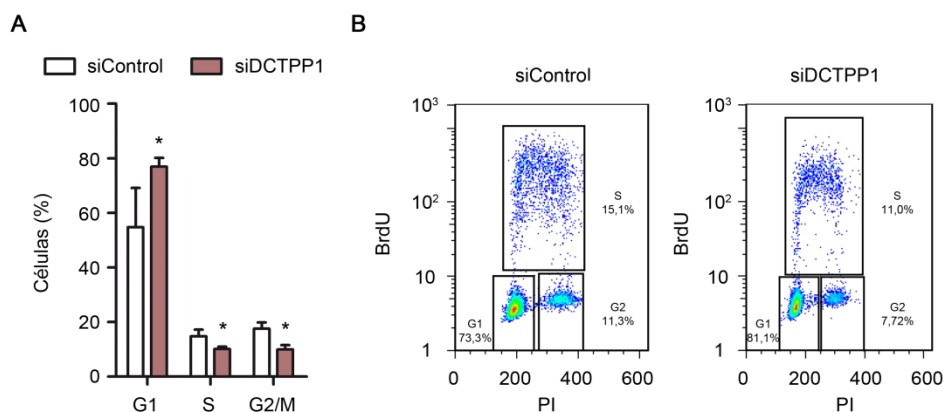 A
siControl siDCTPP1
100
80
60
40
20
0
Células (%)
*
*
*
G1 S G2/M
B
siControl
10³
10²
10
1
BrdU
S
15,1%
G1
73,3%
G2
11,3%
0 200 400 600
PI
siDCTPP1
10³
10²
10
1
BrdU
S
11,0%
G1
81,1%
G2
7,72%
0 200 400 600
PI